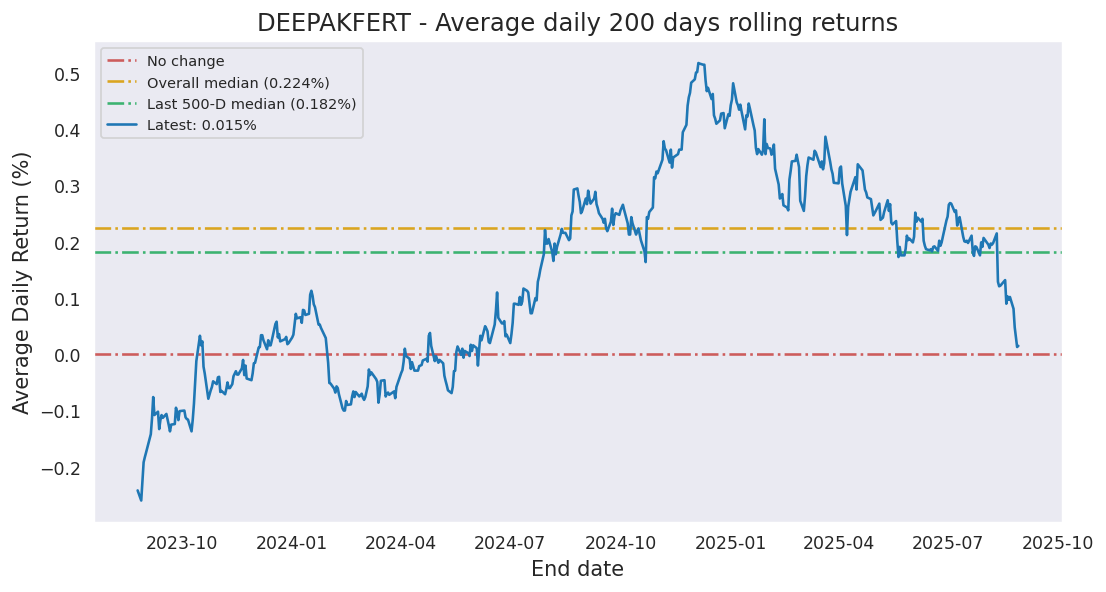 DEEPAKFERT - Average daily 200 days rolling returns
No change
Overall median (0.224%)
Last 500-D median (0.182%)
Latest: 0.015%
Average Daily Return (%)
0.5
0.4
0.3
0.2
0.1
0.0
−0.1
−0.2
2023-10 2024-01 2024-04 2024-07 2024-10 2025-01 2025-04 2025-07 2025-10
End date